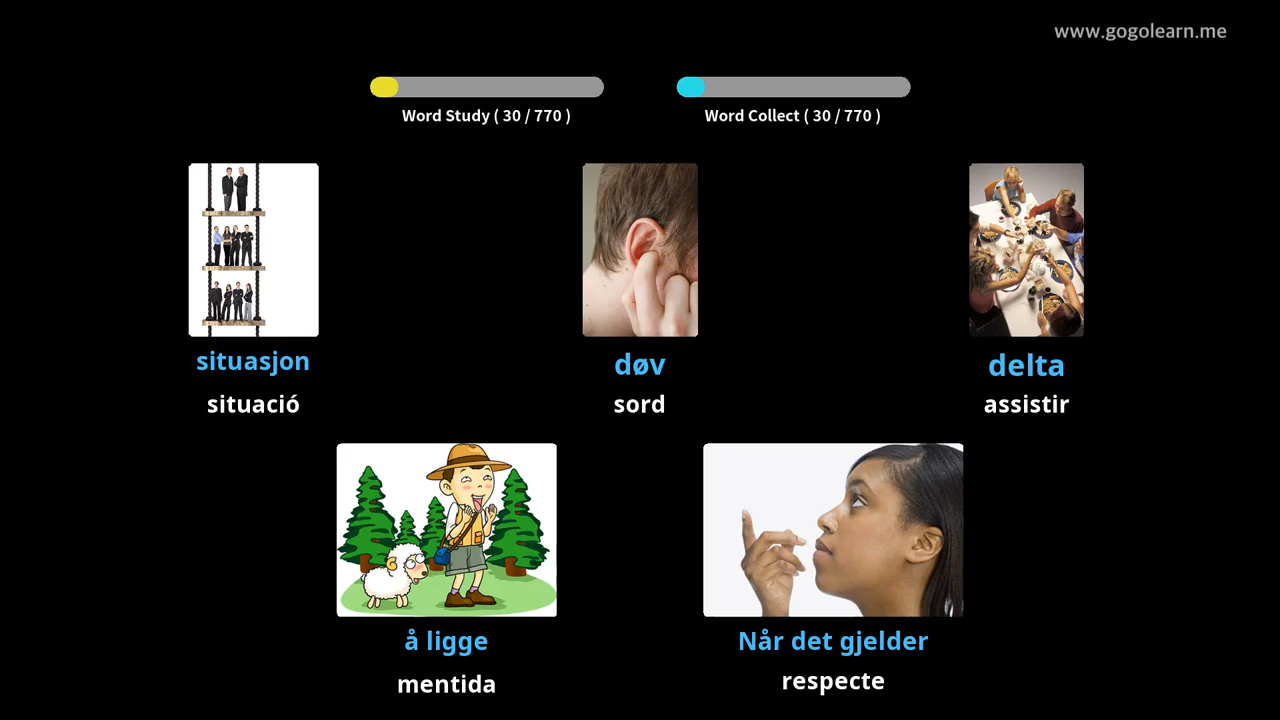 www.gogolearn.me
Word Study ( 30 / 770 )
Word Collect ( 30 / 770 )
situasjon
situació
døv
sord
delta
assistir
å ligge
mentida
Når det gjelder
respecte